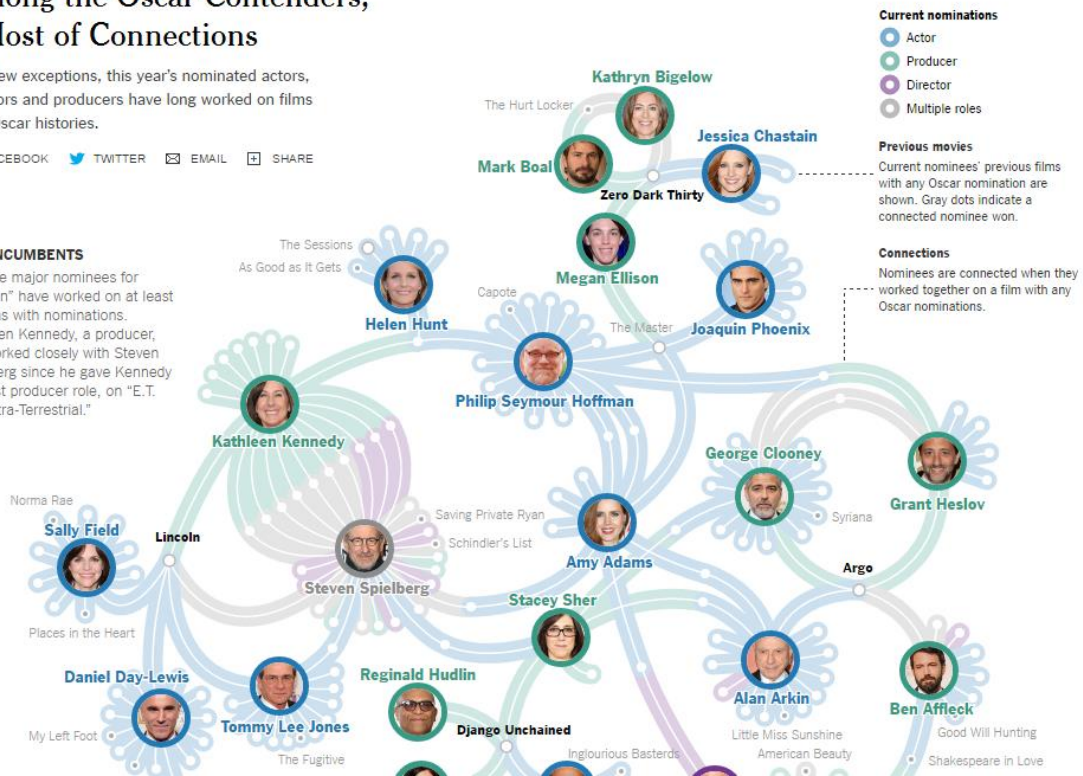 ong the Oscar Contenders,
ost of Connections
ew exceptions, this year's nominated actors,
ors and producers have long worked on films
scar histories.
CEBOOK TWITTER EMAIL SHARE
Current nominations
Actor
Producer
Director
Multiple roles
Previous movies
Current nominees' previous films
with any Oscar nomination are
shown. Gray dots indicate a
connected nominee won.
Connections
Nominees are connected when they
worked together on a film with any
Oscar nominations.
NCUMBENTS
e major nominees for
n" have worked on at least
s with nominations.
en Kennedy, a producer,
rked closely with Steven
erg since he gave Kennedy
t producer role, on "E.T.
tra-Terrestrial."
Kathryn Bigelow
The Hurt Locker
Jessica Chastain
Mark Boal
Zero Dark Thirty
The Sessions
As Good as It Gets
Megan Ellison
Capote
Helen Hunt
The Master
Joaquin Phoenix
Philip Seymour Hoffman
Kathleen Kennedy
George Clooney
Grant Heslov
Norma Rae
Saving Private Ryan
Syriana
Sally Field
Lincoln
Schindler's List
Amy Adams
Argo
Steven Spielberg
Stacey Sher
Places in the Heart
Daniel Day-Lewis
Reginald Hudlin
Alan Arkin
Ben Affleck
Tommy Lee Jones
Django Unchained
My Left Foot
Little Miss Sunshine
Good Will Hunting
The Fugitive
Inglourious Basterds
American Beauty
Shakespeare in Love